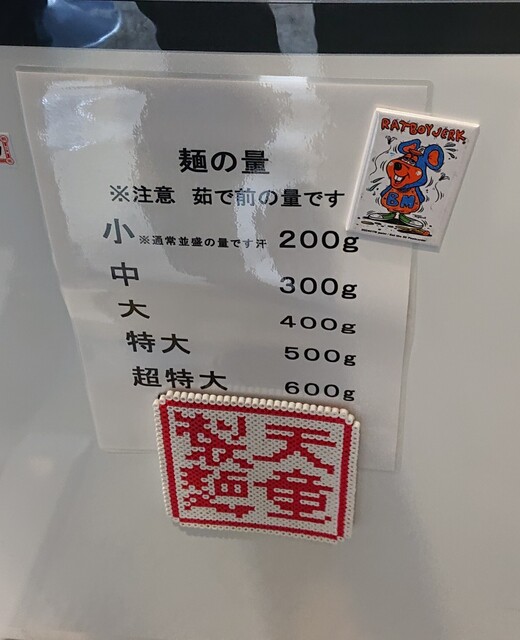 麺の量
※注意 茹で前の量です
小 ※通常並盛の量です汗 200g
中 300g
大 400g
特大 500g
超特大 600g
RATBOY JERK
BM
天童
製麺